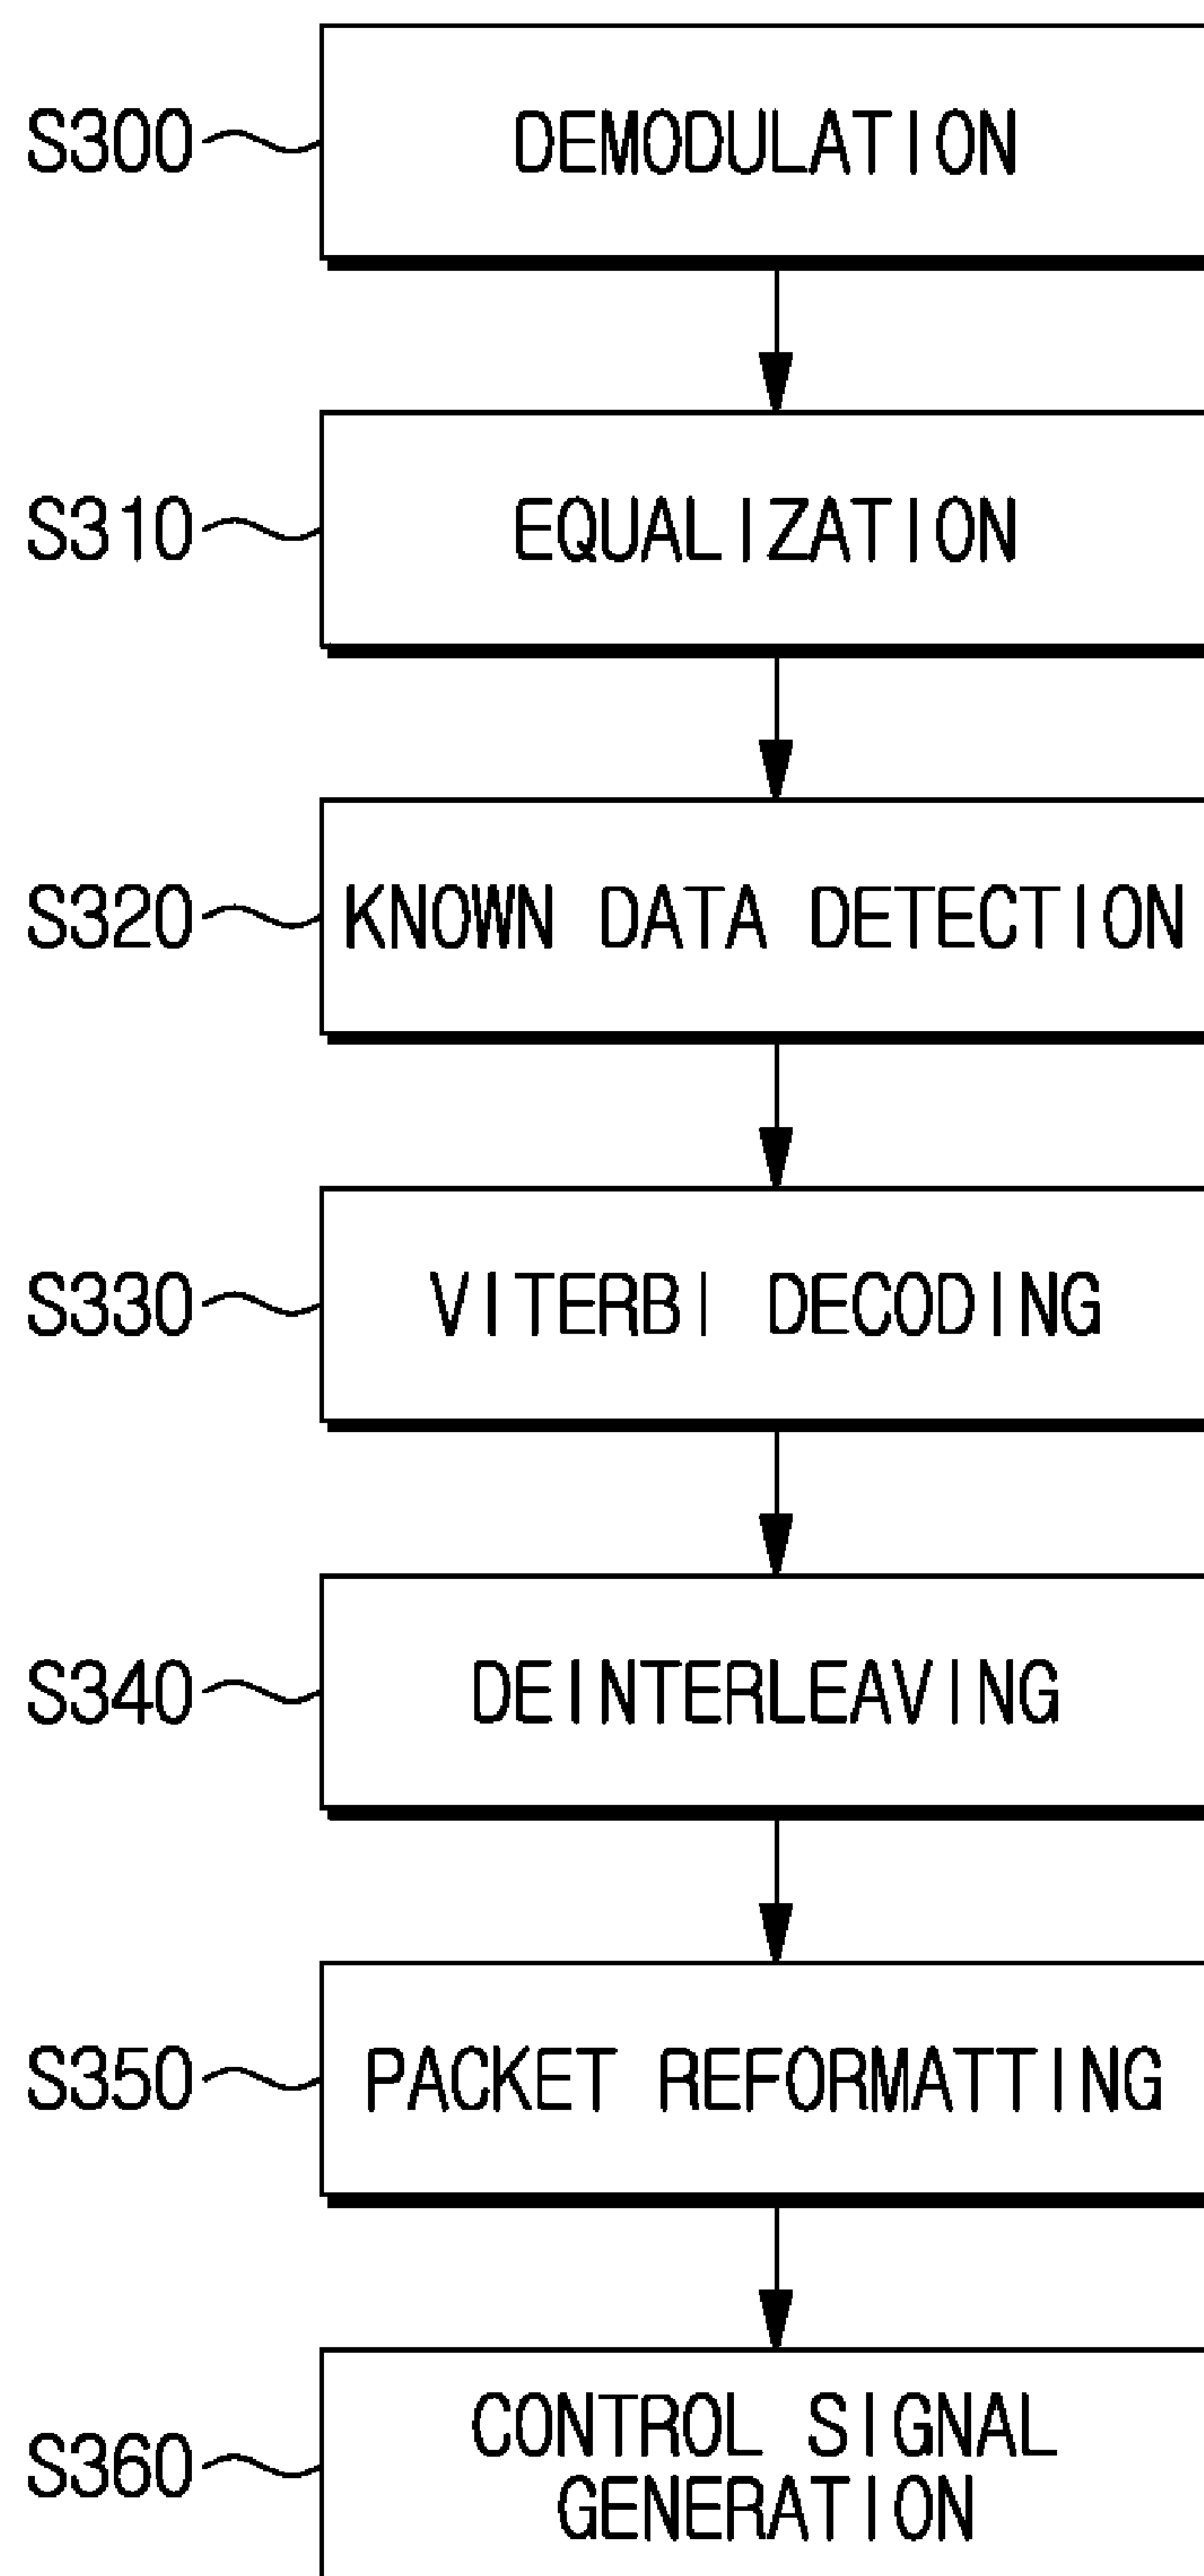 S300 DEMODULATION
S310 EQUALIZATION
S320 KNOWN DATA DETECTION
S330 VITERBI DECODING
S340 DEINTERLEAVING
S350 PACKET REFORMATTING
S360 CONTROL SIGNAL
GENERATION